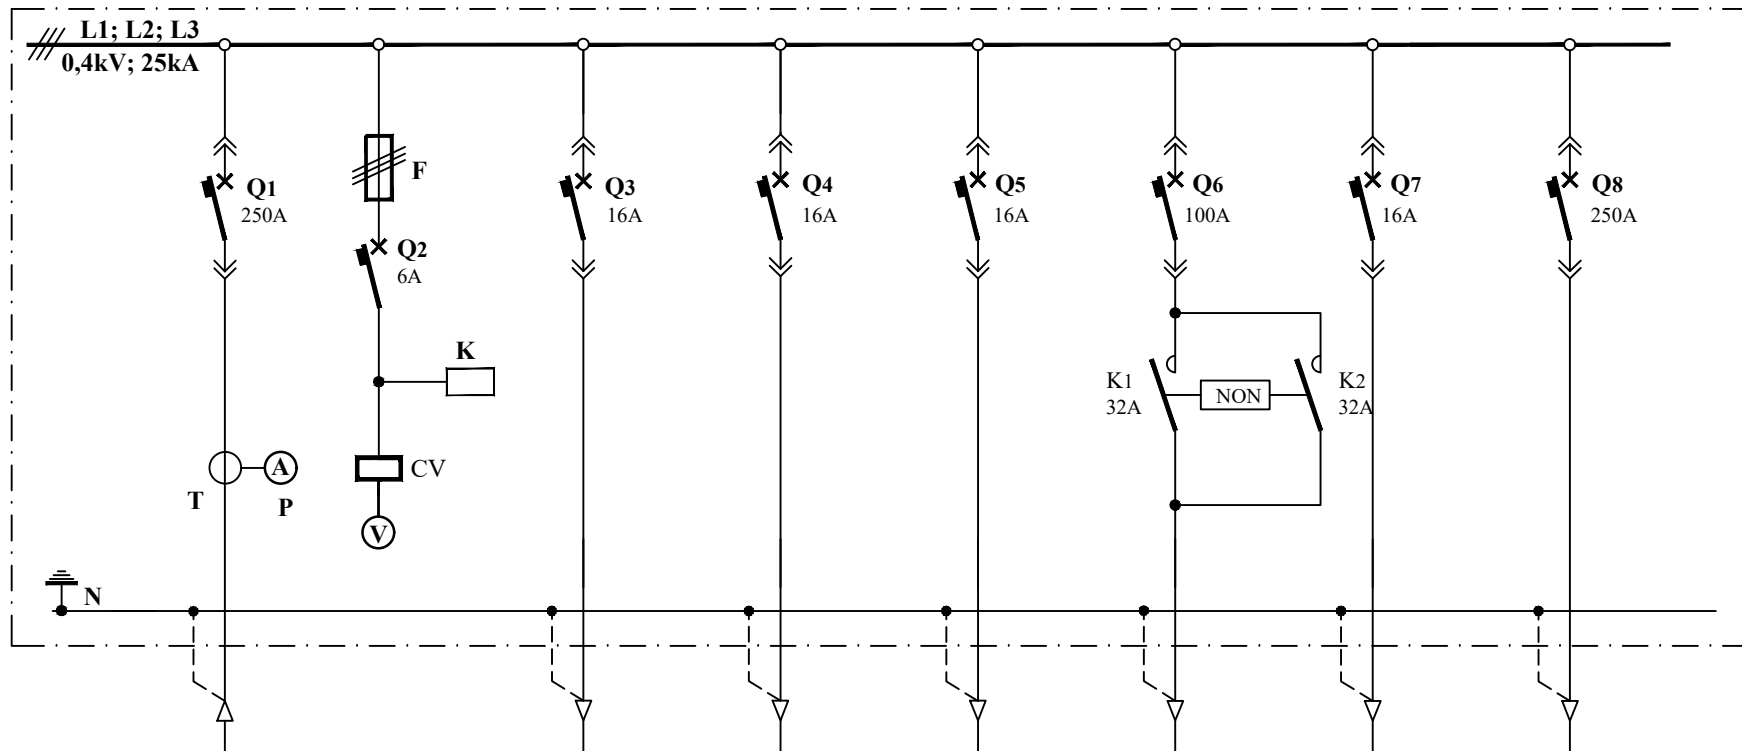 L1; L2; L3
0,4kV; 25kA
Q1
250A
F
Q2
6A
Q3
16A
Q4
16A
Q5
16A
Q6
100A
Q7
16A
Q8
250A
K
K1
32A
NON
K2
32A
T
A
P
CV
V
N